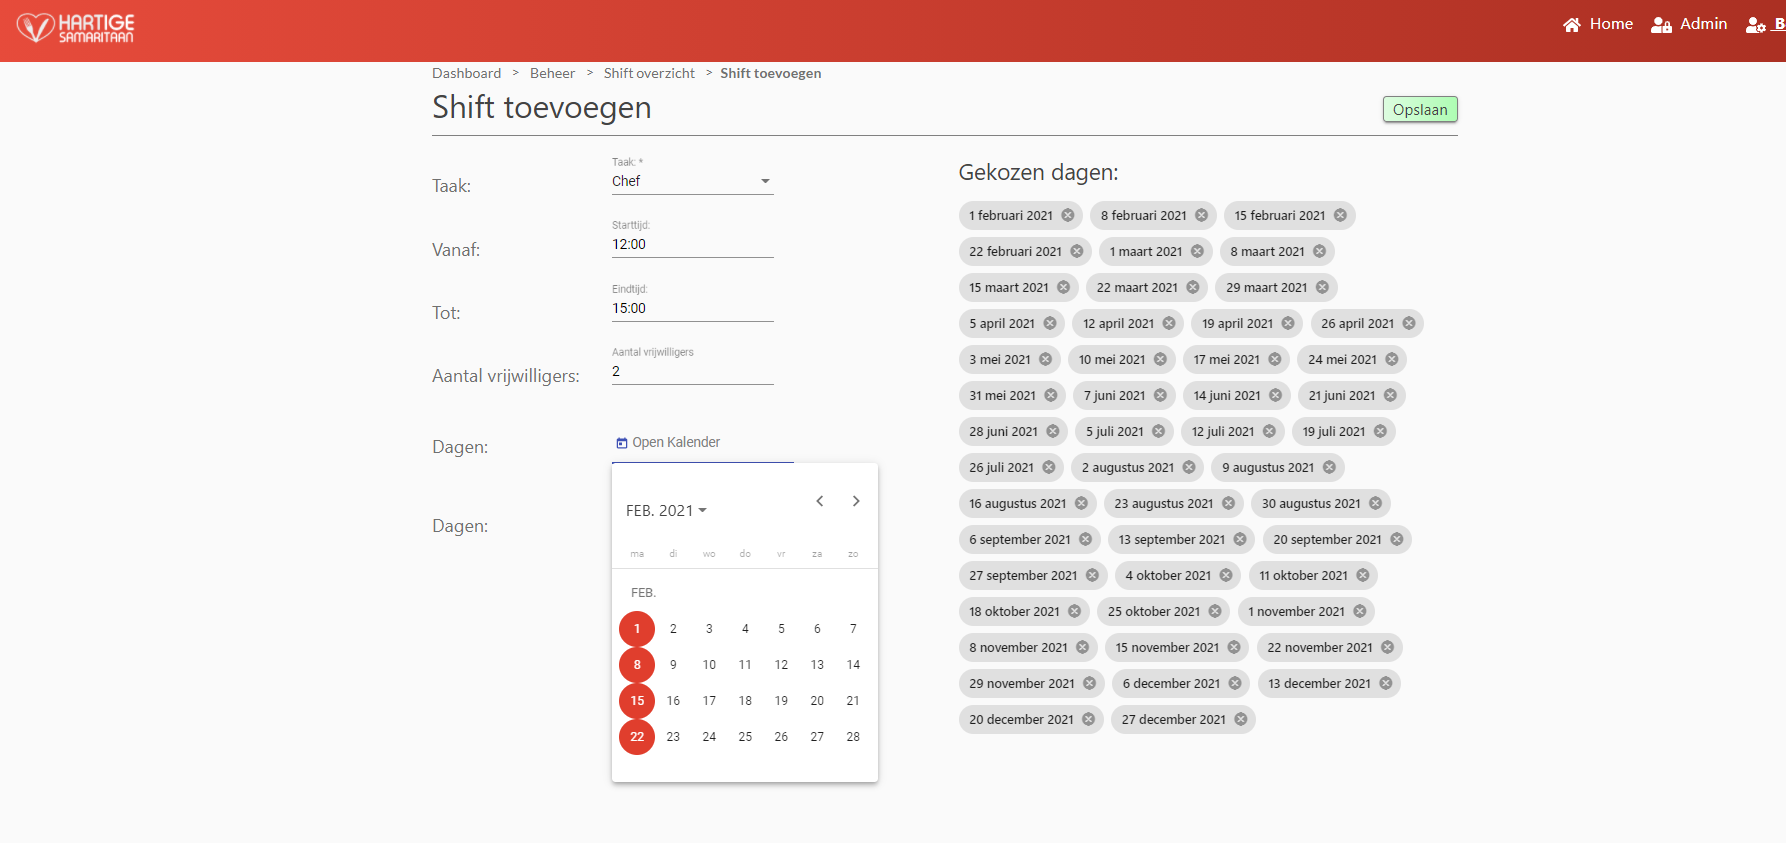 HARTIGE
SAMARITAAN
Home Admin B
Dashboard > Beheer > Shift overzicht > Shift toevoegen
Shift toevoegen
Opslaan
Taak:
Taak: *
Chef
Vanaf:
Starttijd:
12:00
Tot:
Eindtijd:
15:00
Aantal vrijwilligers:
Aantal vrijwilligers
2
Dagen:
Open Kalender
Dagen:
FEB. 2021
ma di wo do vr za zo
FEB.
1 2 3 4 5 6 7
8 9 10 11 12 13 14
15 16 17 18 19 20 21
22 23 24 25 26 27 28
Gekozen dagen:
1 februari 2021 8 februari 2021 15 februari 2021
22 februari 2021 1 maart 2021 8 maart 2021
15 maart 2021 22 maart 2021 29 maart 2021
5 april 2021 12 april 2021 19 april 2021 26 april 2021
3 mei 2021 10 mei 2021 17 mei 2021 24 mei 2021
31 mei 2021 7 juni 2021 14 juni 2021 21 juni 2021
28 juni 2021 5 juli 2021 12 juli 2021 19 juli 2021
26 juli 2021 2 augustus 2021 9 augustus 2021
16 augustus 2021 23 augustus 2021 30 augustus 2021
6 september 2021 13 september 2021 20 september 2021
27 september 2021 4 oktober 2021 11 oktober 2021
18 oktober 2021 25 oktober 2021 1 november 2021
8 november 2021 15 november 2021 22 november 2021
29 november 2021 6 december 2021 13 december 2021
20 december 2021 27 december 2021